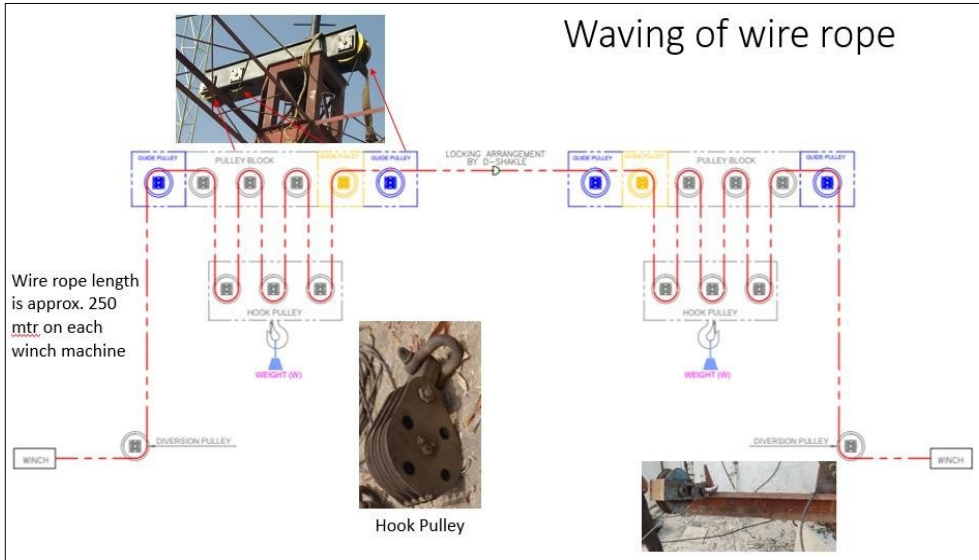 Waving of wire rope
GUIDE PULLEY
PULLEY BLOCK
GUIDE PULLEY
GUIDE PULLEY
LOCKING ARRANGEMENT
BY D-SHAKLE
GUIDE PULLEY
GUIDE PULLEY
PULLEY BLOCK
GUIDE PULLEY
Wire rope length
is approx. 250
mtr on each
winch machine
HOOK PULLEY
WEIGHT (W)
HOOK PULLEY
WEIGHT (W)
DIVERSION PULLEY
WINCH
DIVERSION PULLEY
WINCH
Hook Pulley